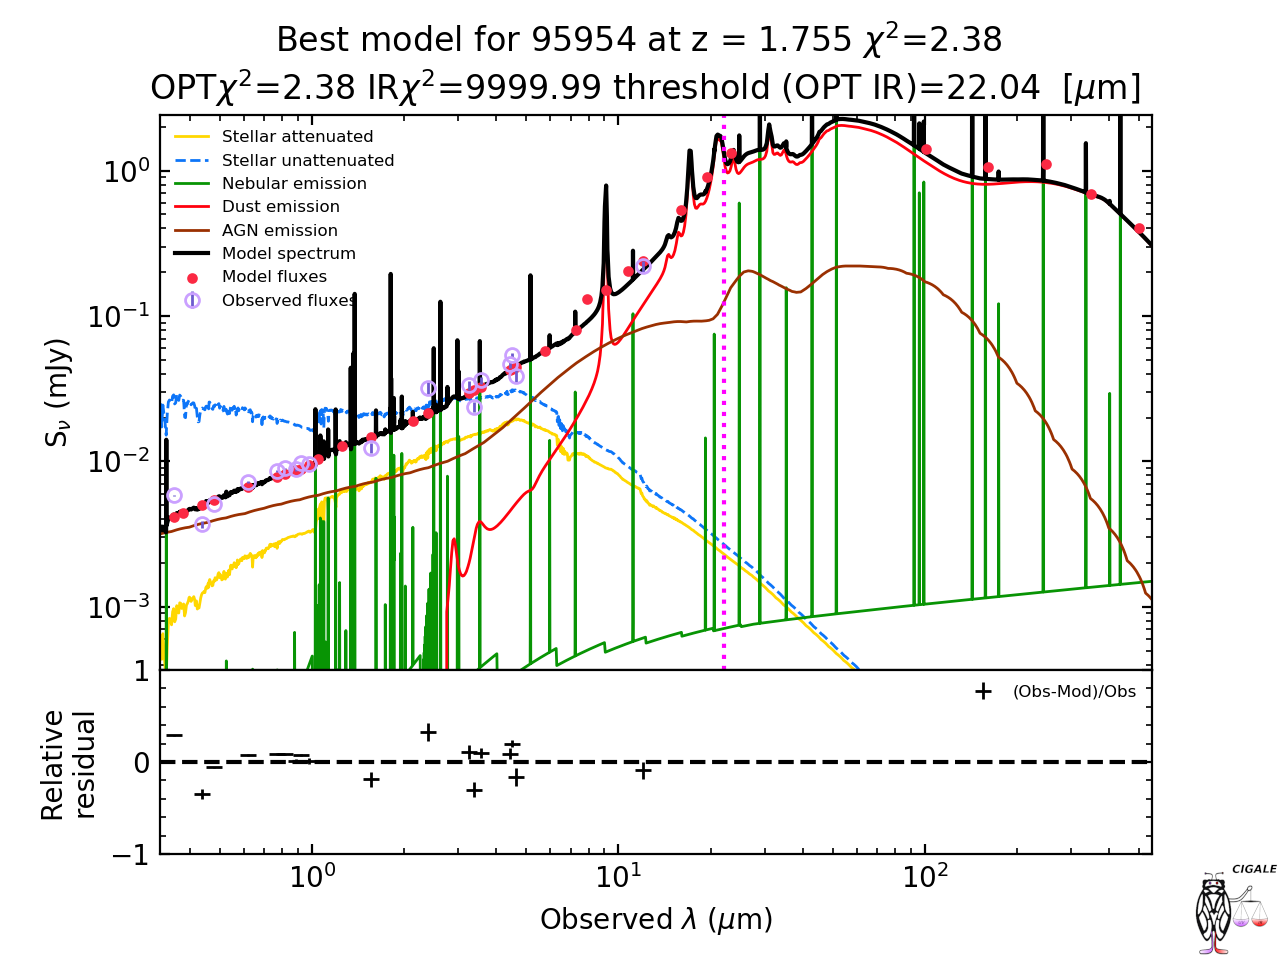 Best model for 95954 at z = 1.755 χ²=2.38
OPTχ²=2.38 IRχ²=9999.99 threshold (OPT IR)=22.04 [μm]
Stellar attenuated
Stellar unattenuated
Nebular emission
Dust emission
AGN emission
Model spectrum
Model fluxes
Observed fluxes
S_ν (mJy)
10⁰
10⁻¹
10⁻²
10⁻³
1
0
−1
Relative
residual
(Obs-Mod)/Obs
10⁰ 10¹ 10²
Observed λ (μm)
CIGALE